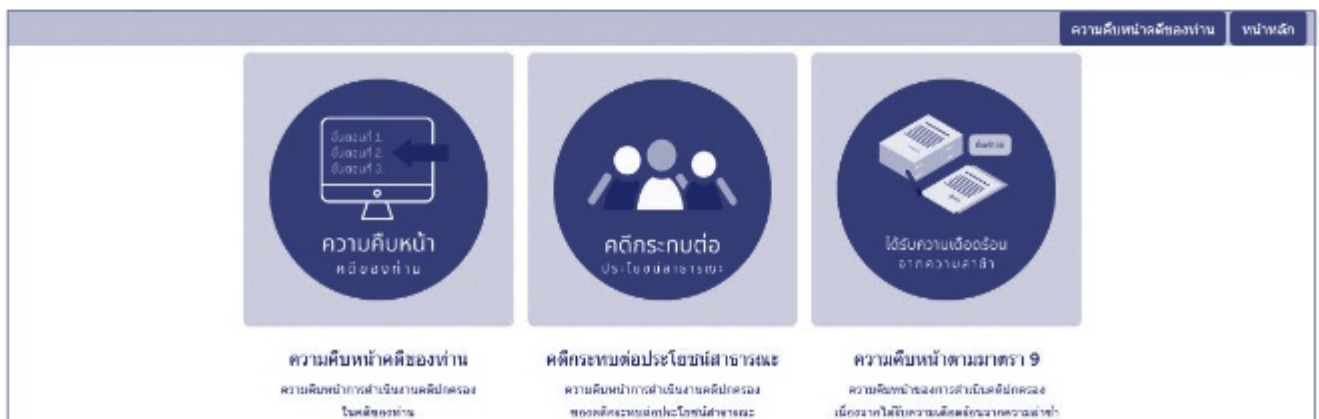 ความคืบหน้าคดีของท่าน
หน้าหลัก
ขั้นตอนที่ 1.
ขั้นตอนที่ 2.
ขั้นตอนที่ 3.
ความคืบหน้า
คดีของท่าน
คดีกระทบต่อ
ประโยชน์สาธารณะ
ได้รับความเดือดร้อน
จากความล่าช้า
ความคืบหน้าคดีของท่าน
ความคืบหน้าการดำเนินงานคดีปกครอง
ในคดีของท่าน
คดีกระทบต่อประโยชน์สาธารณะ
ความคืบหน้าการดำเนินงานคดีปกครอง
ของคดีกระทบต่อประโยชน์สาธารณะ
ความคืบหน้าตามมาตรา 9
ความคืบหน้าของการดำเนินคดีปกครอง
เนื่องจากได้รับความเดือดร้อนจากความล่าช้า